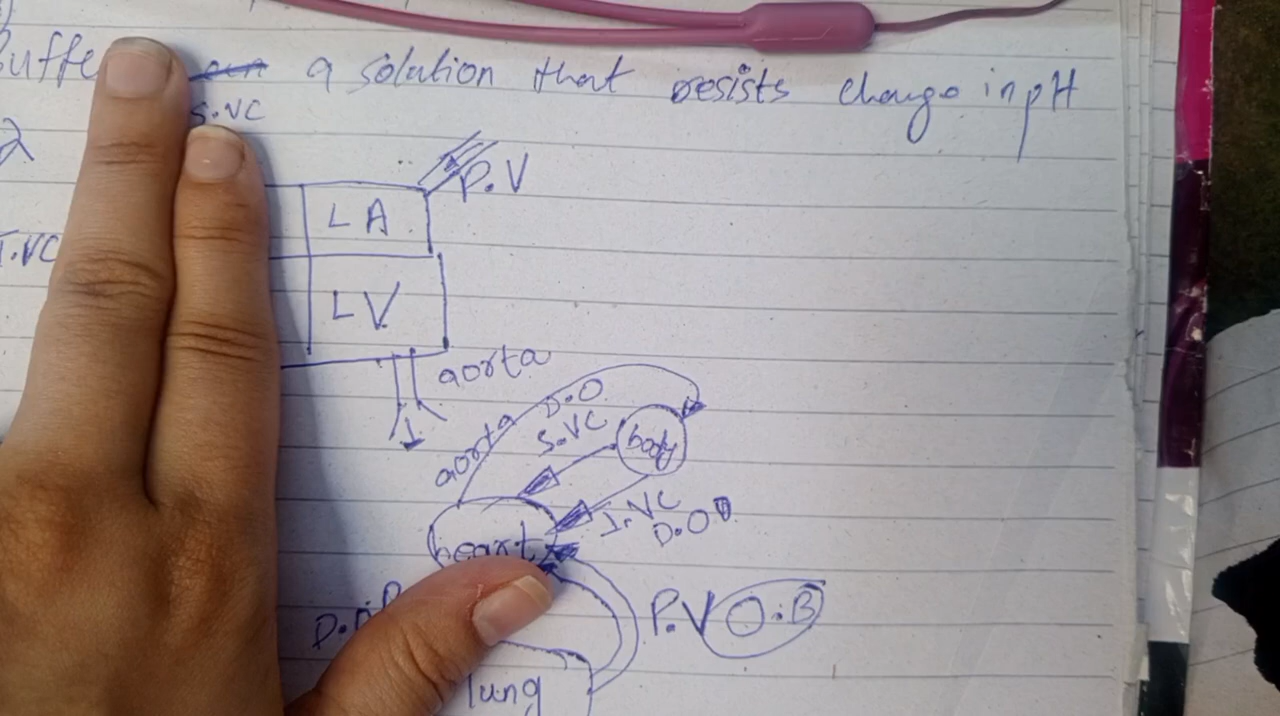 a solution that resists change in pH
S.VC
P.V
LA
I.VC
LV
aorta
D.O
aorta
S.VC
body
I.VC
D.O
heart
P.V O.B
lung